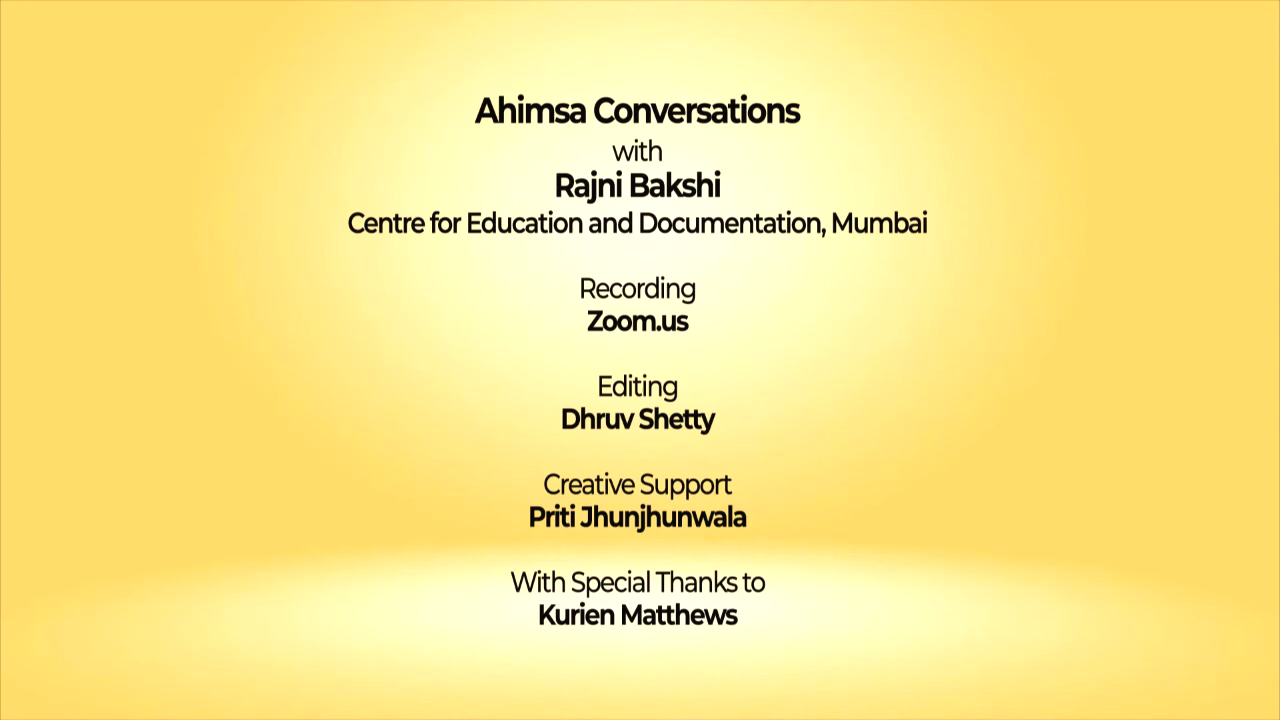 Ahimsa Conversations
with
Rajni Bakshi
Centre for Education and Documentation, Mumbai
Recording
Zoom.us
Editing
Dhruv Shetty
Creative Support
Priti Jhunjhunwala
With Special Thanks to
Kurien Matthews